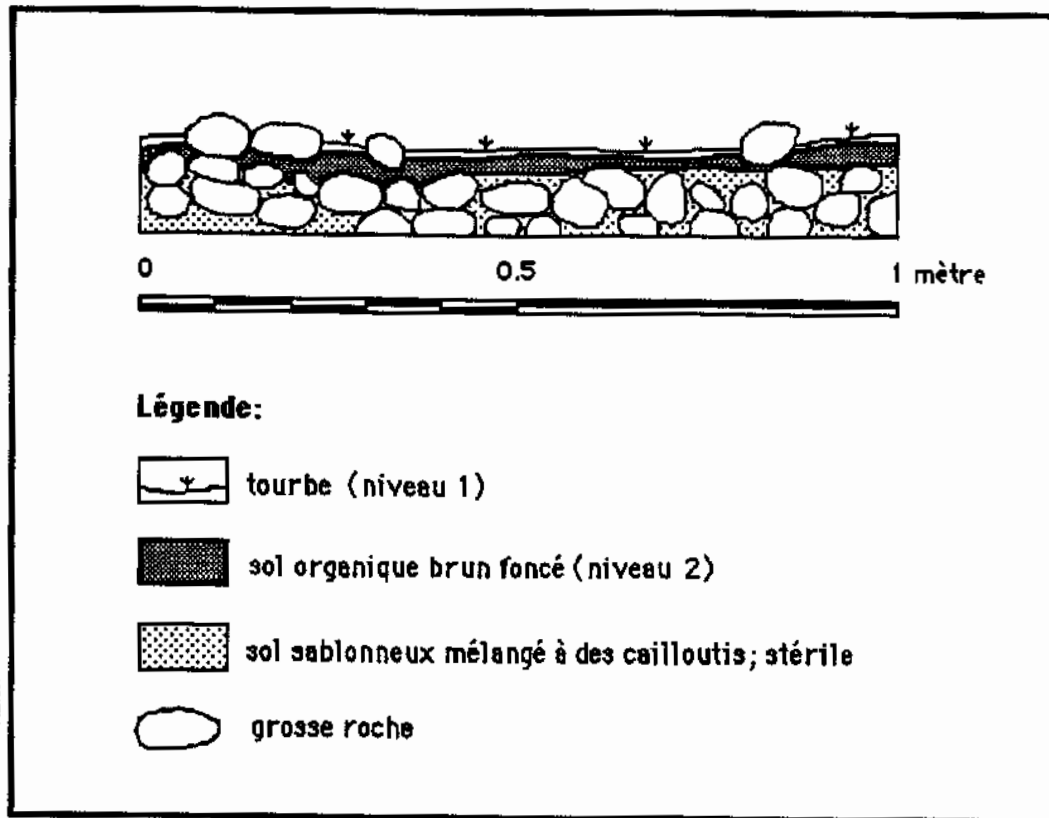 0 0.5 1 mètre
Légende:
tourbe (niveau 1)
sol organique brun foncé (niveau 2)
sol sablonneux mélangé à des cailloutis; stérile
grosse roche